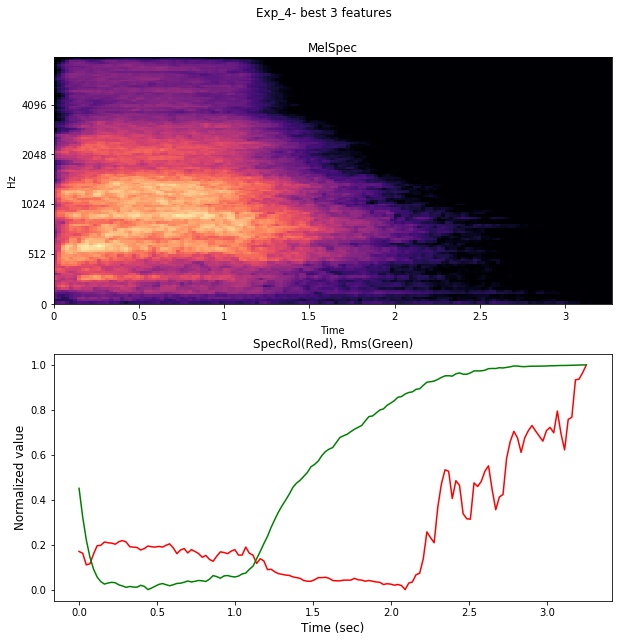 Exp_4- best 3 features
MelSpec
4096
2048
1024
512
0
Hz
0 0.5 1 1.5 2 2.5 3
Time
SpecRol(Red), Rms(Green)
1.0
0.8
0.6
0.4
0.2
0.0
Normalized value
0.0 0.5 1.0 1.5 2.0 2.5 3.0
Time (sec)